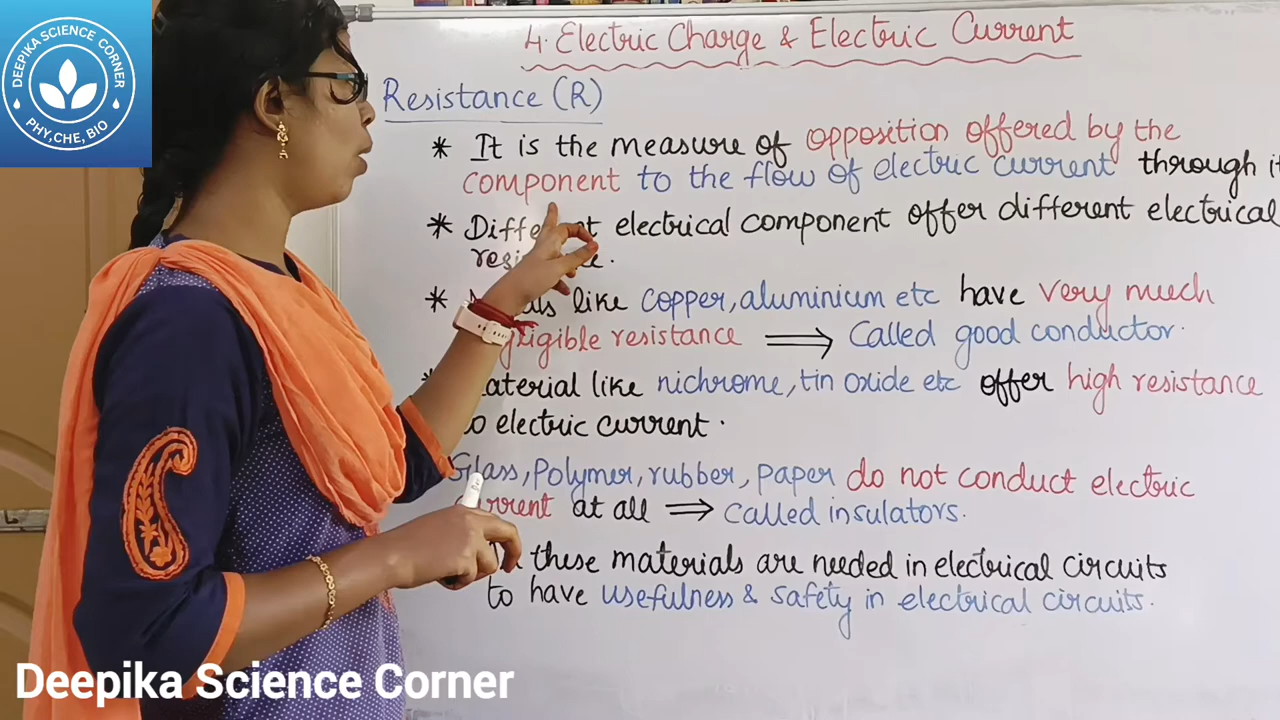 DEEPIKA SCIENCE CORNER
PHY,CHE, BIO
4. Electric Charge & Electric Current
Resistance (R)
* It is the measure of opposition offered by the
component to the flow of electric current through it
* electrical component offer different electrical
* like copper, aluminium etc have very much
resistance ⟹ Called good conductor.
like nichrome, tin oxide etc offer high resistance
electric current.
Glass, Polymer, rubber, paper do not conduct electric
at all ⟹ called insulators.
these materials are needed in electrical circuits
to have usefulness & safety in electrical circuits.
Deepika Science Corner